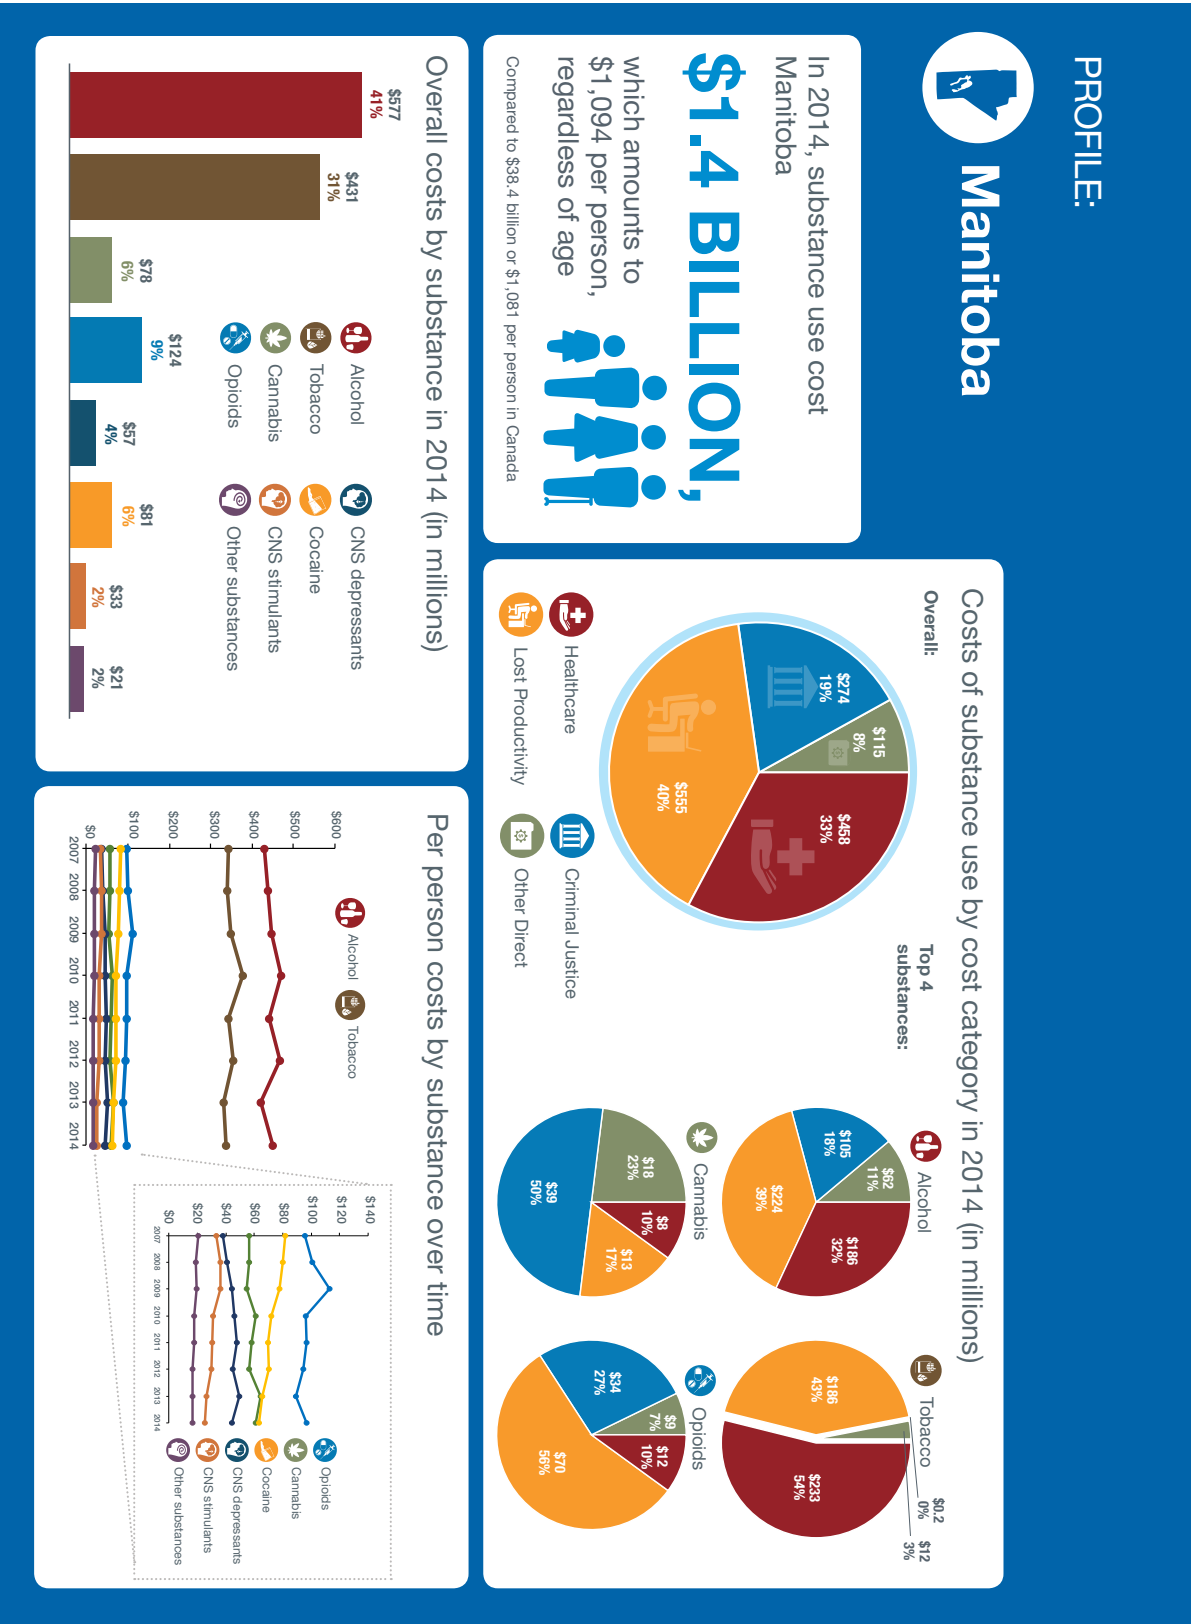 PROFILE:
Manitoba
In 2014, substance use cost
Manitoba
$1.4 BILLION,
which amounts to
$1,094 per person,
regardless of age
Compared to $38.4 billion or $1,081 per person in Canada
Overall costs by substance in 2014 (in millions)
$577
41%
$431
31%
$78
6%
$124
9%
$57
4%
$81
6%
$33
2%
$21
2%
Alcohol
Tobacco
Cannabis
Opioids
CNS depressants
Cocaine
CNS stimulants
Other substances
Costs of substance use by cost category in 2014 (in millions)
Overall:
$115
8%
$274
19%
$458
33%
$555
40%
Healthcare
Lost Productivity
Criminal Justice
Other Direct
Top 4
substances:
Alcohol
$62
11%
$105
18%
$186
32%
$224
39%
Tobacco
$0.2
0%
$12
3%
$186
43%
$233
54%
Cannabis
$18
23%
$8
10%
$13
17%
$39
50%
Opioids
$9
7%
$34
27%
$12
10%
$70
56%
Per person costs by substance over time
$600
$500
$400
$300
$200
$100
$0
2007 2008 2009 2010 2011 2012 2013 2014
Alcohol
Tobacco
$140
$120
$100
$80
$60
$40
$20
$0
2007 2008 2009 2010 2011 2012 2013 2014
Opioids
Cannabis
Cocaine
CNS depressants
CNS stimulants
Other substances